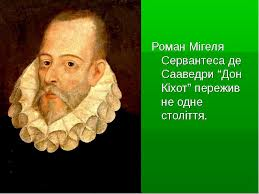 Роман Мігеля
Сервантеса де
Сааведри “Дон
Кіхот” пережив
не одне
століття.